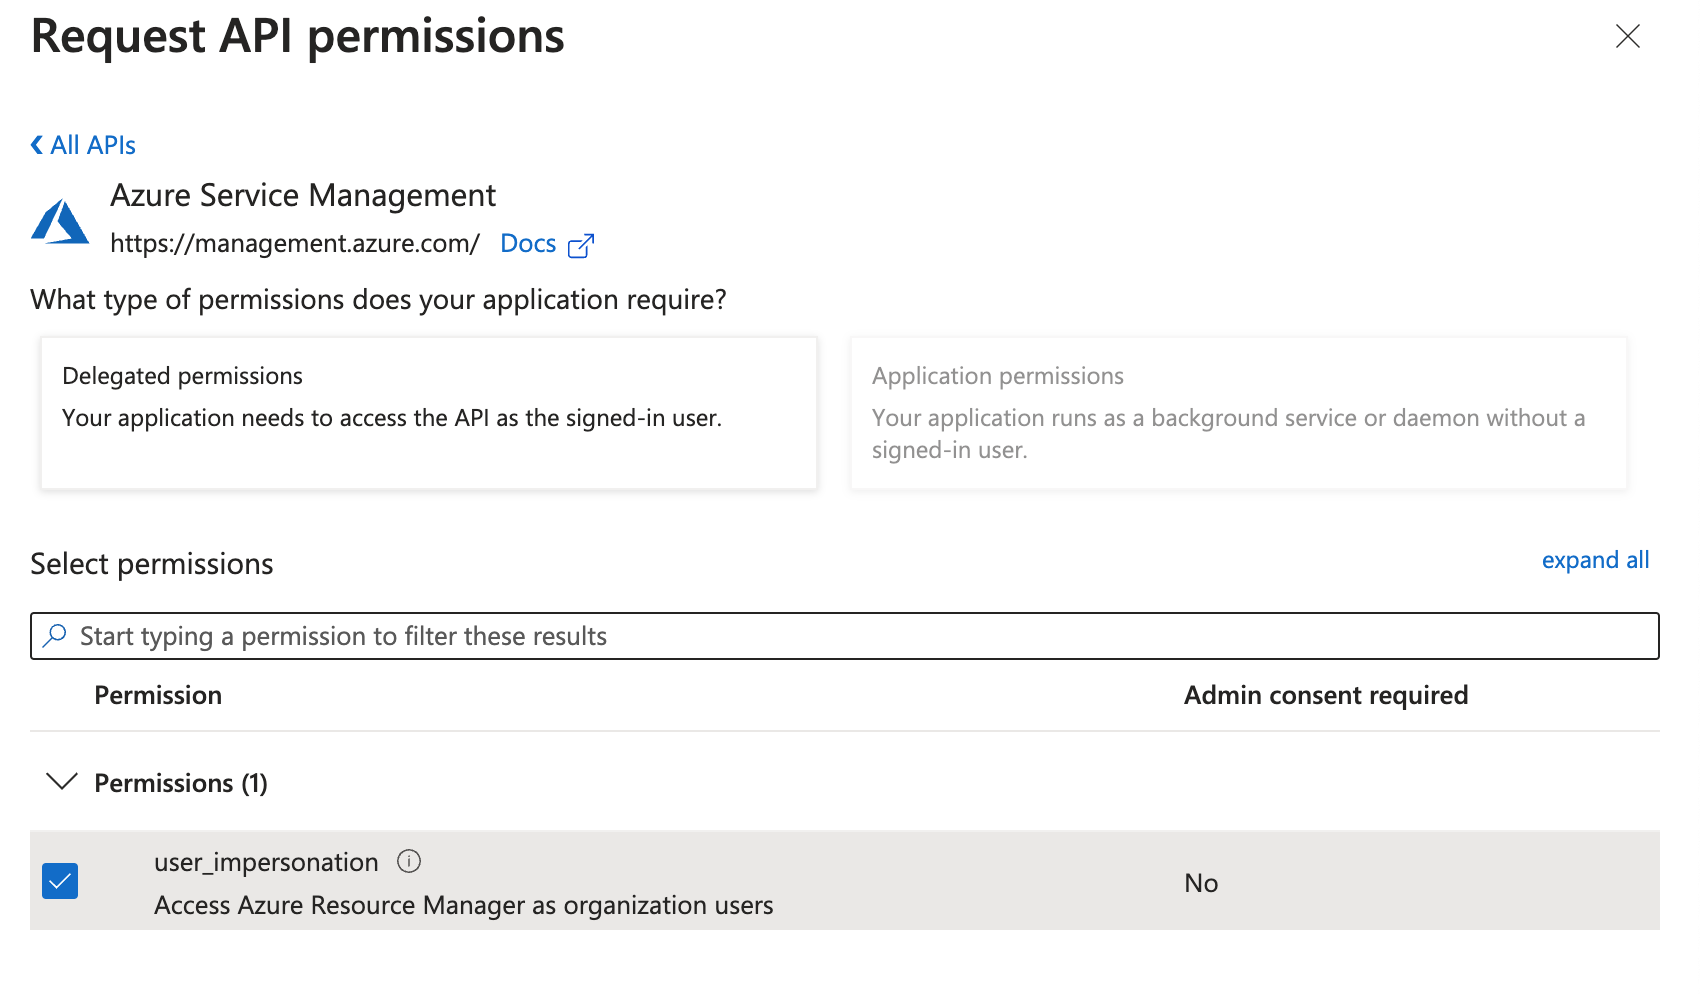 Request API permissions
All APIs
Azure Service Management
https://management.azure.com/ Docs
What type of permissions does your application require?
Delegated permissions
Your application needs to access the API as the signed-in user.
Application permissions
Your application runs as a background service or daemon without a
signed-in user.
Select permissions
expand all
Start typing a permission to filter these results
Permission
Admin consent required
Permissions (1)
user_impersonation
Access Azure Resource Manager as organization users
No